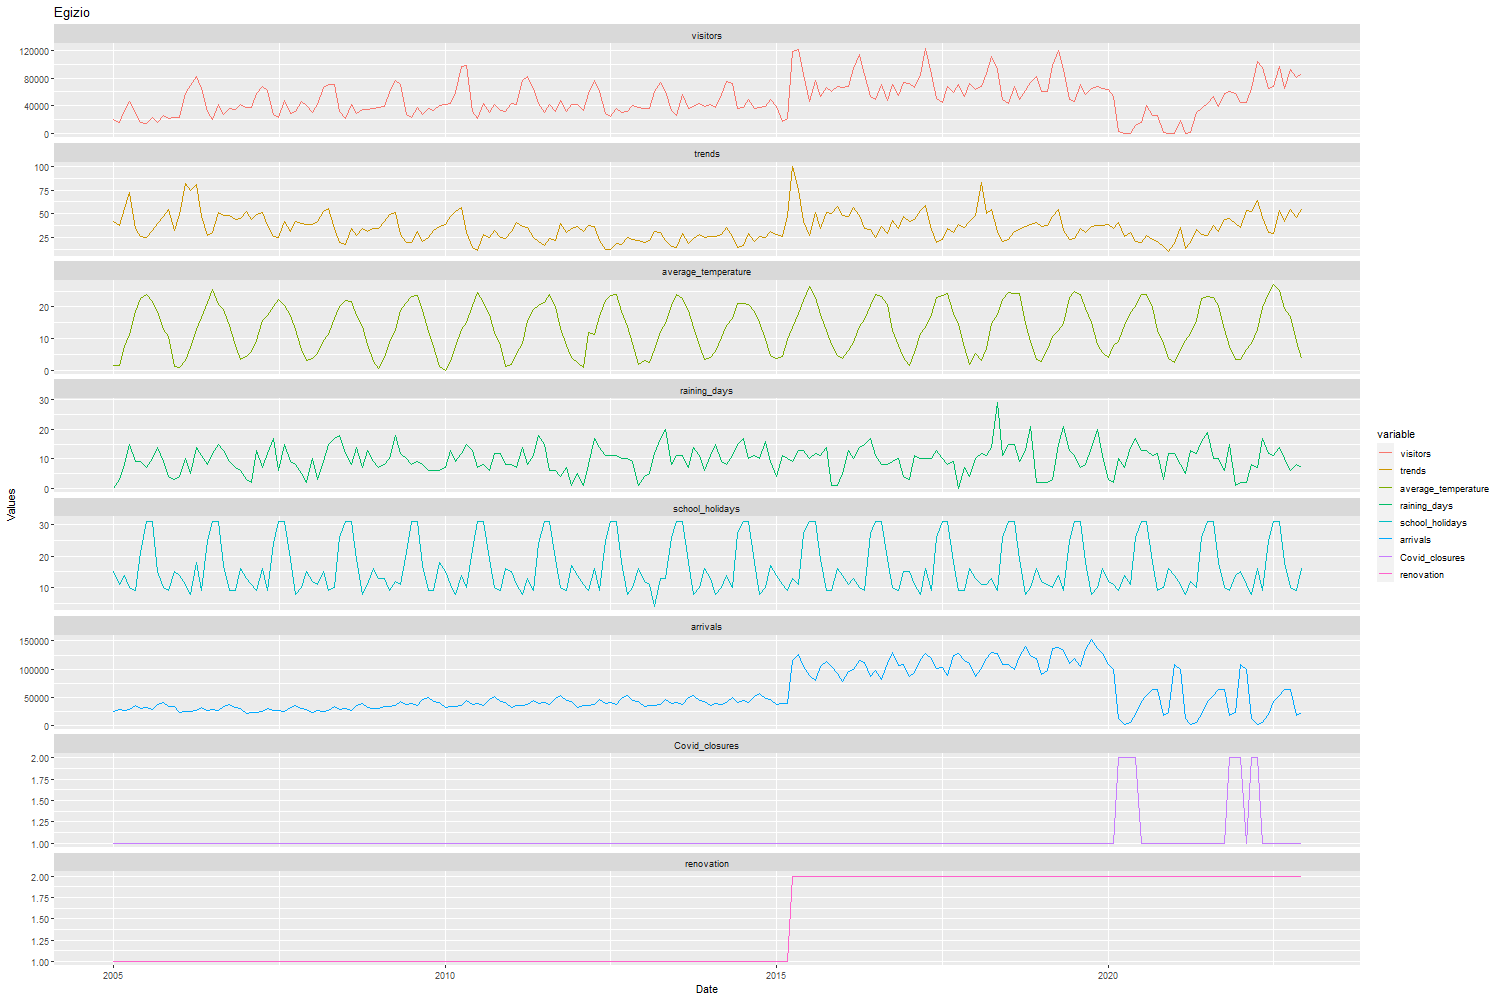 Egizio
visitors
120000
80000
40000
0
trends
100
75
50
25
average_temperature
20
10
0
raining_days
30
20
10
0
school_holidays
30
20
10
arrivals
150000
100000
50000
0
Covid_closures
2.00
1.75
1.50
1.25
1.00
renovation
2.00
1.75
1.50
1.25
1.00
2005 2010 2015 2020
Date
Values
variable
visitors
trends
average_temperature
raining_days
school_holidays
arrivals
Covid_closures
renovation